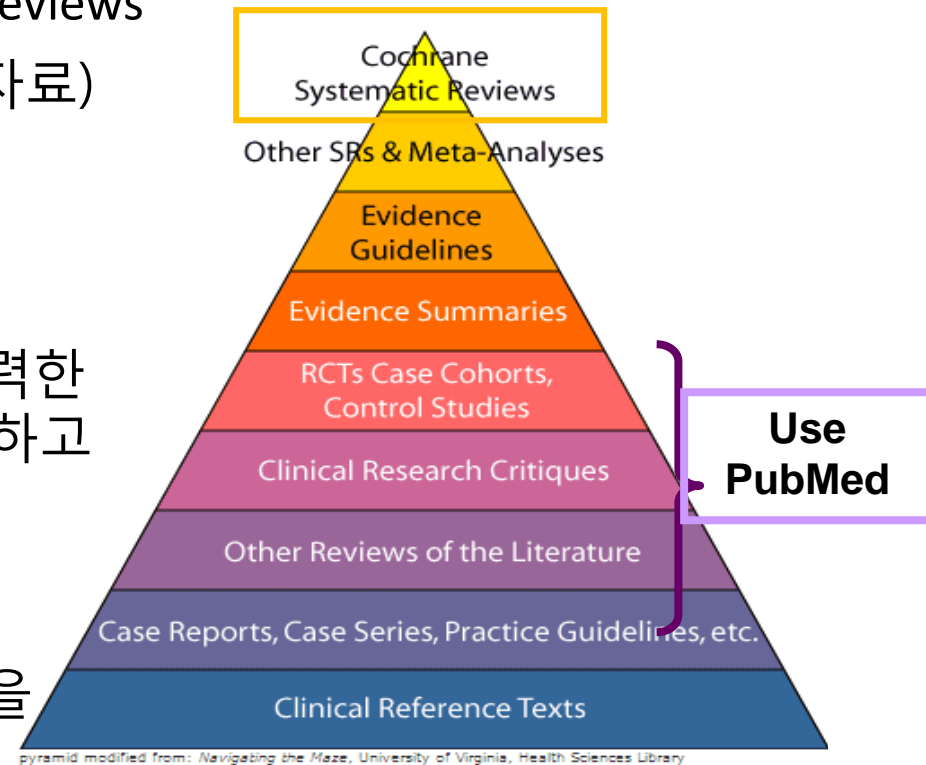 eviews
자료)
력한
하고
을
Cochrane
Systematic Reviews
Other SRs & Meta-Analyses
Evidence
Guidelines
Evidence Summaries
RCTs Case Cohorts,
Control Studies
Clinical Research Critiques
Other Reviews of the Literature
Case Reports, Case Series, Practice Guidelines, etc.
Clinical Reference Texts
Use
PubMed
pyramid modified from: Navigating the Maze, University of Virginia, Health Sciences Library